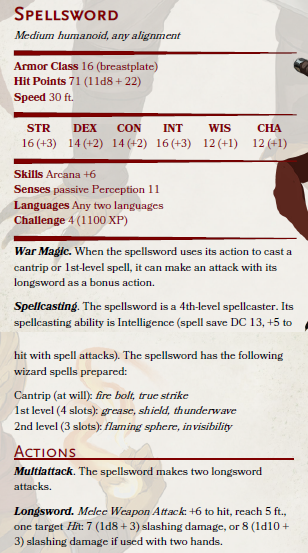 SPELLSWORD
Medium humanoid, any alignment
Armor Class 16 (breastplate)
Hit Points 71 (11d8 + 22)
Speed 30 ft.
STR DEX CON INT WIS CHA
16 (+3) 14 (+2) 14 (+2) 16 (+3) 12 (+1) 12 (+1)
Skills Arcana +6
Senses passive Perception 11
Languages Any two languages
Challenge 4 (1100 XP)
War Magic. When the spellsword uses its action to cast a
cantrip or 1st-level spell, it can make an attack with its
longsword as a bonus action.
Spellcasting. The spellsword is a 4th-level spellcaster. Its
spellcasting ability is Intelligence (spell save DC 13, +5 to
hit with spell attacks). The spellsword has the following
wizard spells prepared:
Cantrip (at will): fire bolt, true strike
1st level (4 slots): grease, shield, thunderwave
2nd level (3 slots): flaming sphere, invisibility
ACTIONS
Multiattack. The spellsword makes two longsword
attacks.
Longsword. Melee Weapon Attack: +6 to hit, reach 5 ft.,
one target Hit: 7 (1d8 + 3) slashing damage, or 8 (1d10 +
3) slashing damage if used with two hands.